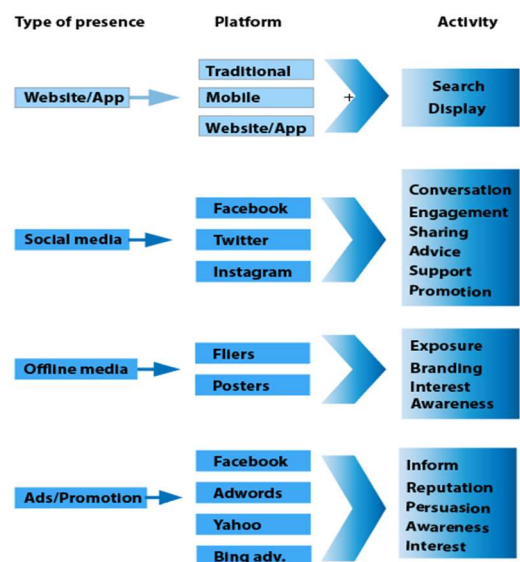 Type of presence Platform Activity
Website/App
Traditional
Mobile
Website/App
+
Search
Display
Social media
Facebook
Twitter
Instagram
Conversation
Engagement
Sharing
Advice
Support
Promotion
Offline media
Fliers
Posters
Exposure
Branding
Interest
Awareness
Ads/Promotion
Facebook
Adwords
Yahoo
Bing adv.
Inform
Reputation
Persuasion
Awareness
Interest